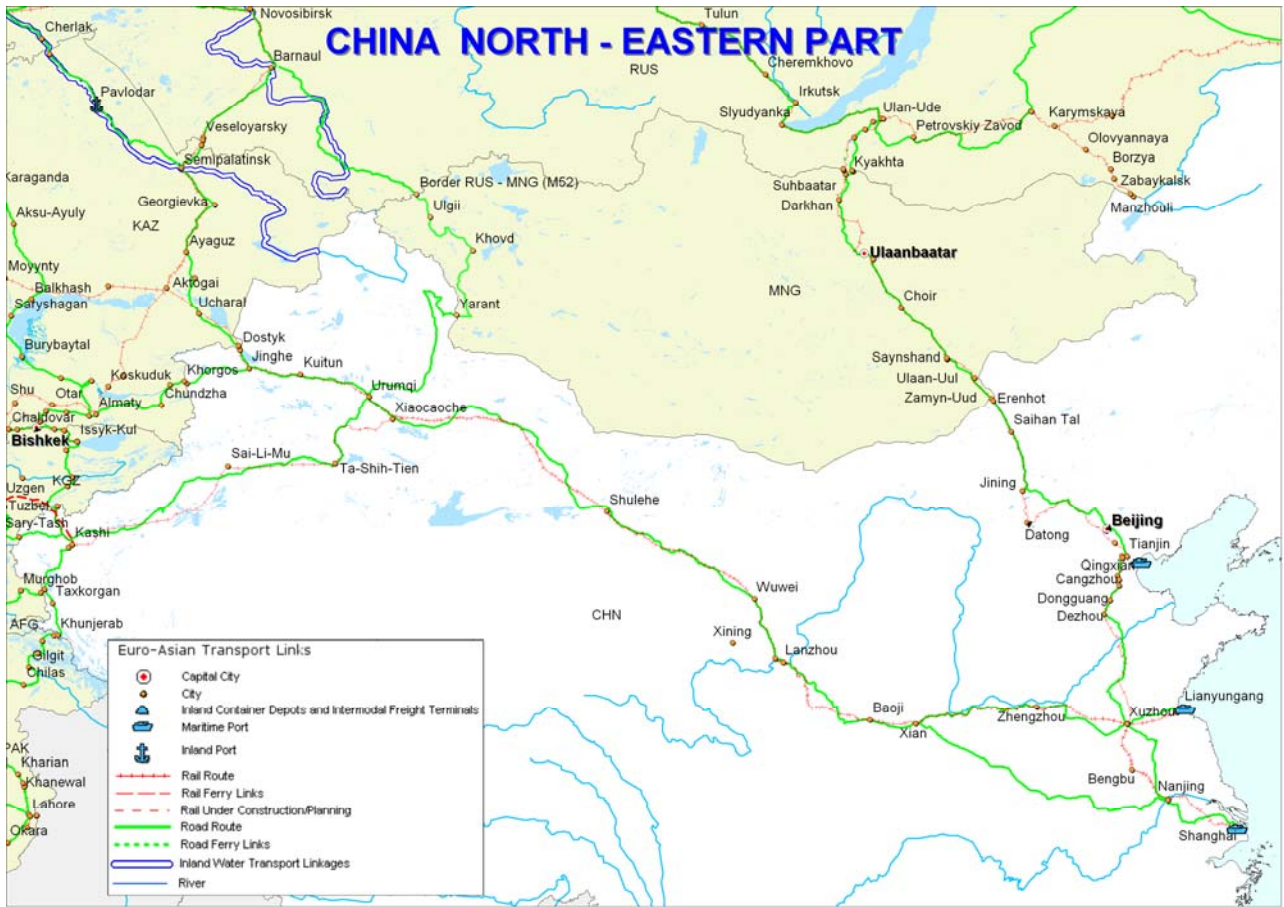 CHINA NORTH - EASTERN PART
Novosibirsk
Tulun
Cherlak
Barnaul
RUS
Cheremkhovo
Pavlodar
Irkutsk
Slyudyanka
Ulan-Ude
Karymskaya
Veseloyarsky
Petrovskiy Zavod
Olovyannaya
Semipalatinsk
Kyakhta
Borzya
Karaganda
Border RUS - MNG (M52)
Suhbaatar
Zabaykalsk
Georgievka
Ulgii
Darkhan
Manzhouli
Aksu-Ayuly
KAZ
Ayaguz
Khovd
Ulaanbaatar
Moyynty
Balkhash
Aktogai
MNG
Saryshagan
Ucharal
Yarant
Choir
Burybaytal
Dostyk
Jinghe
Kuitun
Saynshand
Koskuduk
Khorgos
Ulaan-Uul
Shu
Otar
Chundzha
Urumqi
Zamyn-Uud
Erenhot
Almaty
Xiaocaoche
Chaldovar
Issyk-Kul
Saihan Tal
Bishkek
Sai-Li-Mu
Ta-Shih-Tien
KGZ
Uzgen
Jining
Tuzbel
Shulehe
Sary-Tash
Kashi
Beijing
Datong
Tianjin
Qingxian
Murghob
Cangzhou
Taxkorgan
Wuwei
Dongguang
AFG
Khunjerab
CHN
Dezhou
Xining
Gilgit
Lanzhou
Chilas
Lianyungang
Baoji
Xian
Zhengzhou
Xuzhou
PAK
Kharian
Bengbu
Khanewal
Nanjing
Lahore
Okara
Shanghai
Euro-Asian Transport Links
Capital City
City
Inland Container Depots and Intermodal Freight Terminals
Maritime Port
Inland Port
Rail Route
Rail Ferry Links
Rail Under Construction/Planning
Road Route
Road Ferry Links
Inland Water Transport Linkages
River